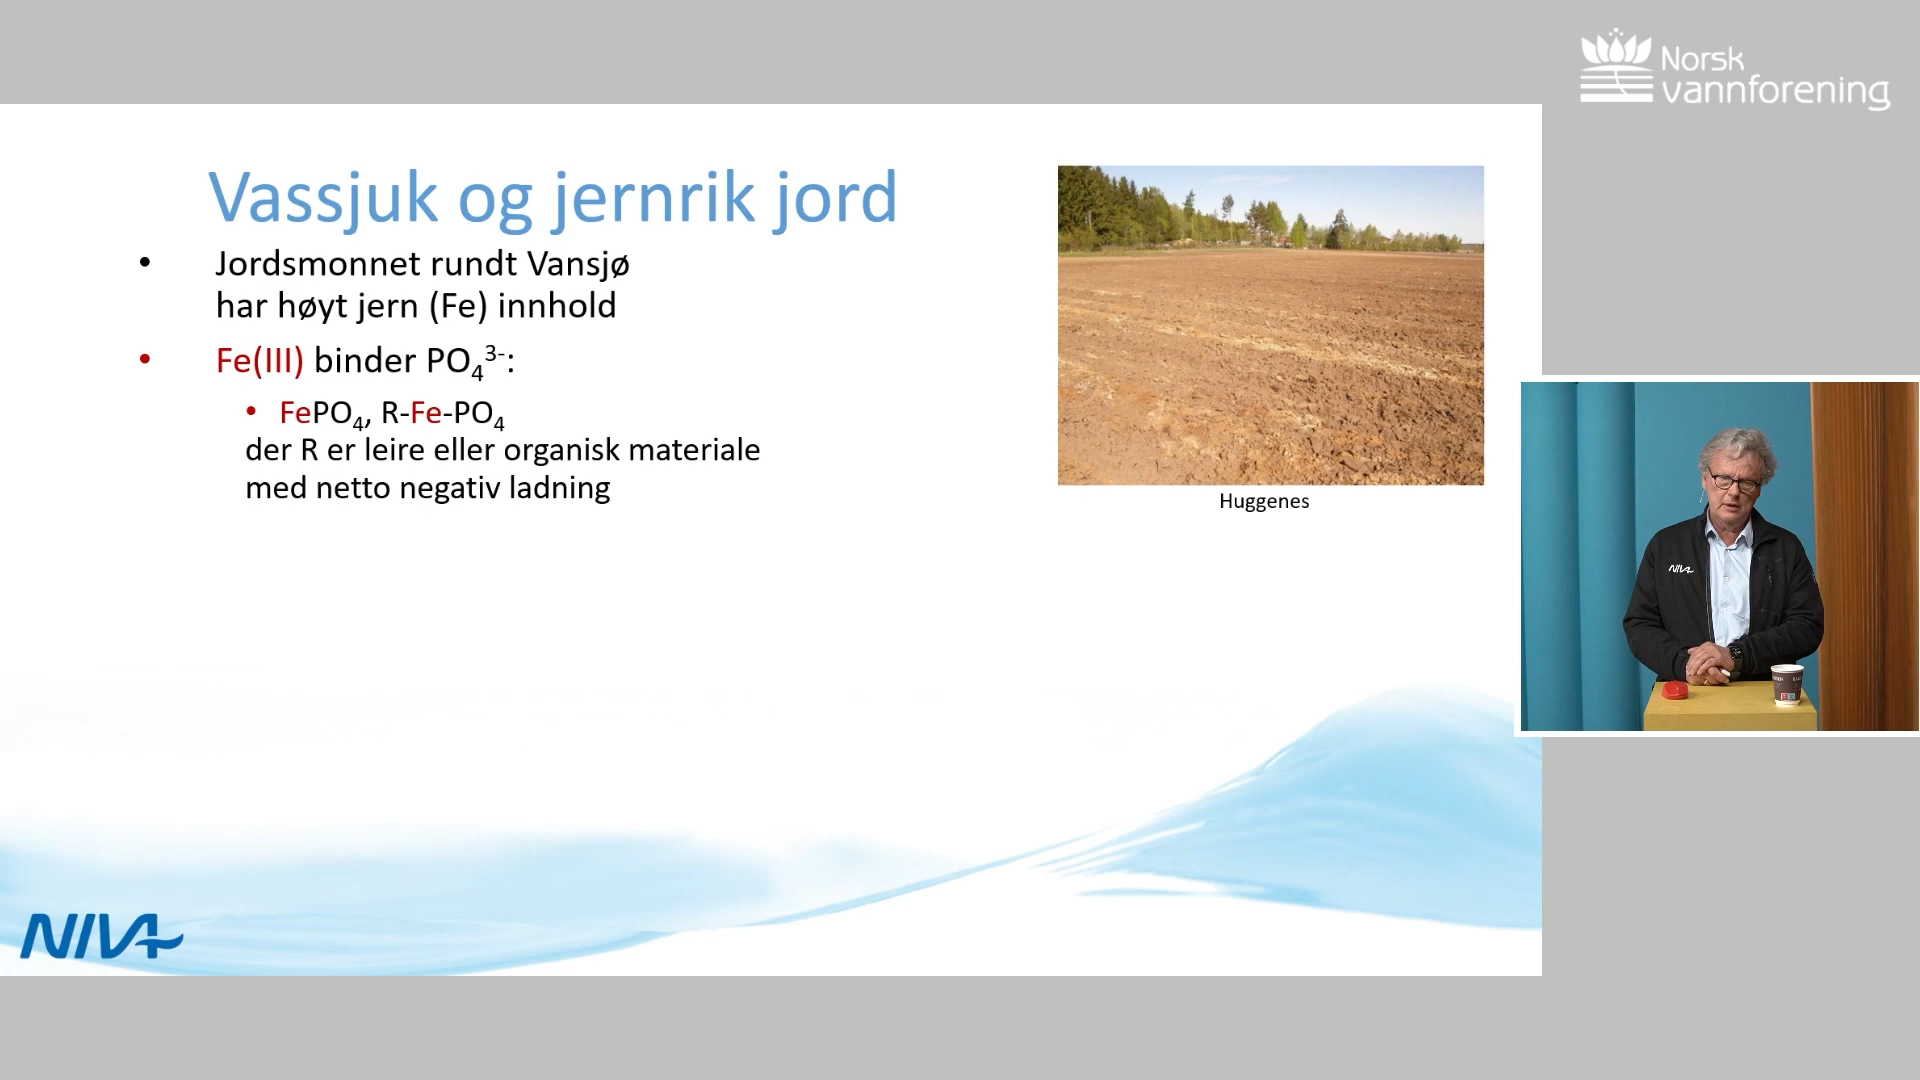 Norsk
vannforening
Vassjuk og jernrik jord
• Jordsmonnet rundt Vansjø
har høyt jern (Fe) innhold
• Fe(III) binder PO₄³⁻:
• FePO₄, R-Fe-PO₄
der R er leire eller organisk materiale
med netto negativ ladning
Huggenes
NIVA
NIVA